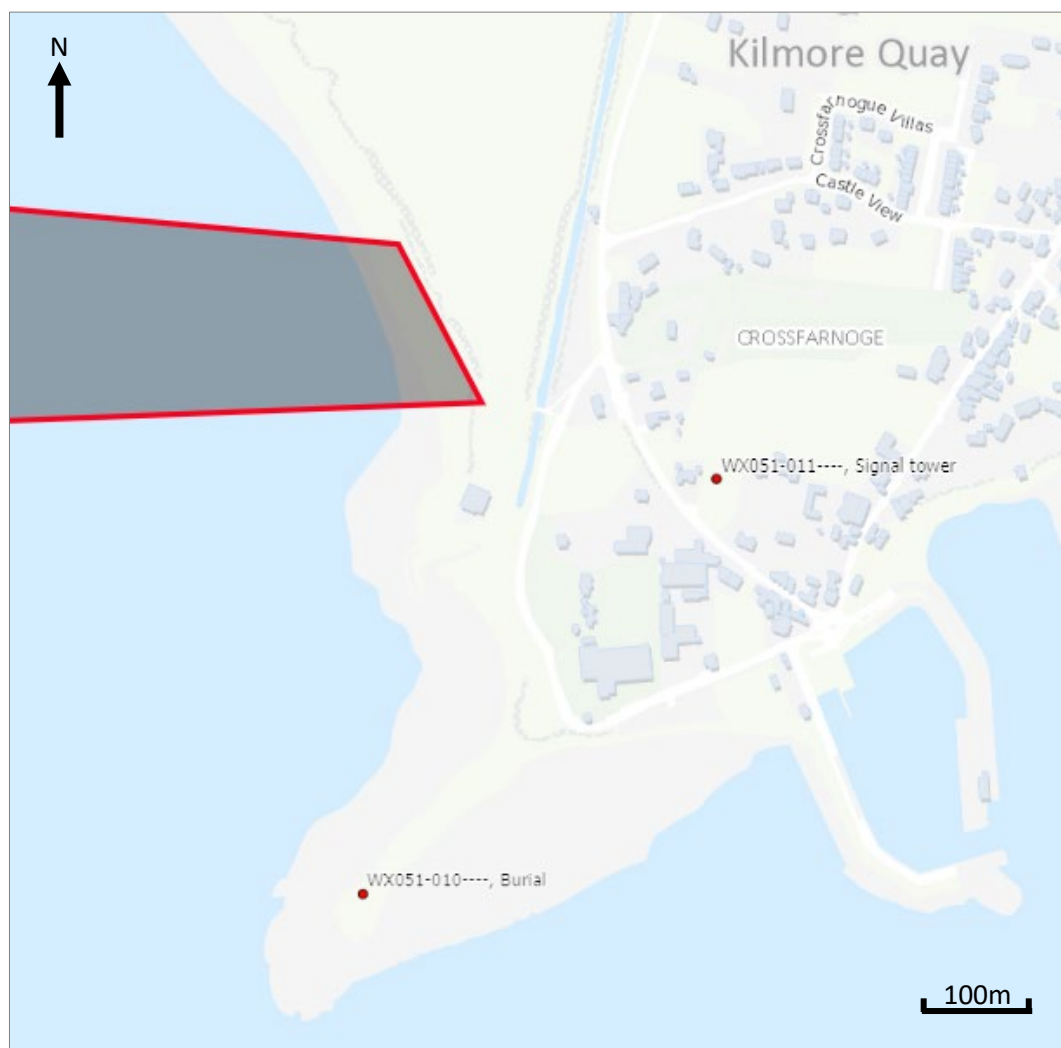 N
Kilmore Quay
Crossfarnogue Villas
Castle View
CROSSFARNOGE
WX051-011----, Signal tower
WX051-010----, Burial
100m